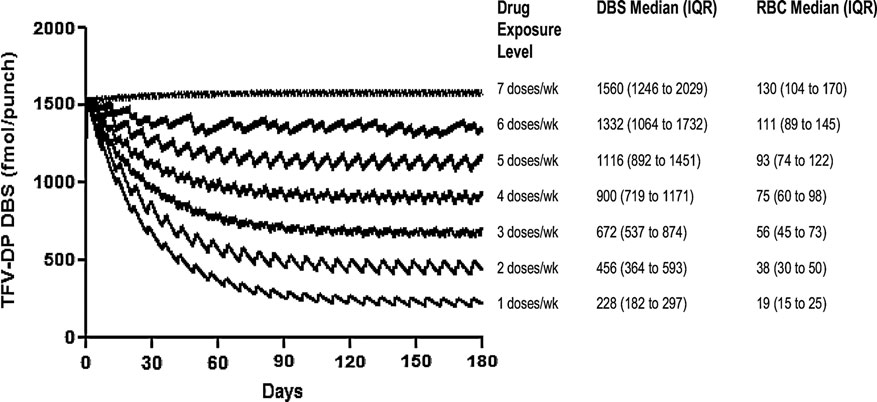 Drug Exposure Level
DBS Median (IQR)
RBC Median (IQR)
7 doses/wk 1560 (1246 to 2029) 130 (104 to 170)
6 doses/wk 1332 (1064 to 1732) 111 (89 to 145)
5 doses/wk 1116 (892 to 1451) 93 (74 to 122)
4 doses/wk 900 (719 to 1171) 75 (60 to 98)
3 doses/wk 672 (537 to 874) 56 (45 to 73)
2 doses/wk 456 (364 to 593) 38 (30 to 50)
1 doses/wk 228 (182 to 297) 19 (15 to 25)
TFV-DP DBS (fmol/punch)
2000
1500
1000
500
0
0 30 60 90 120 150 180
Days